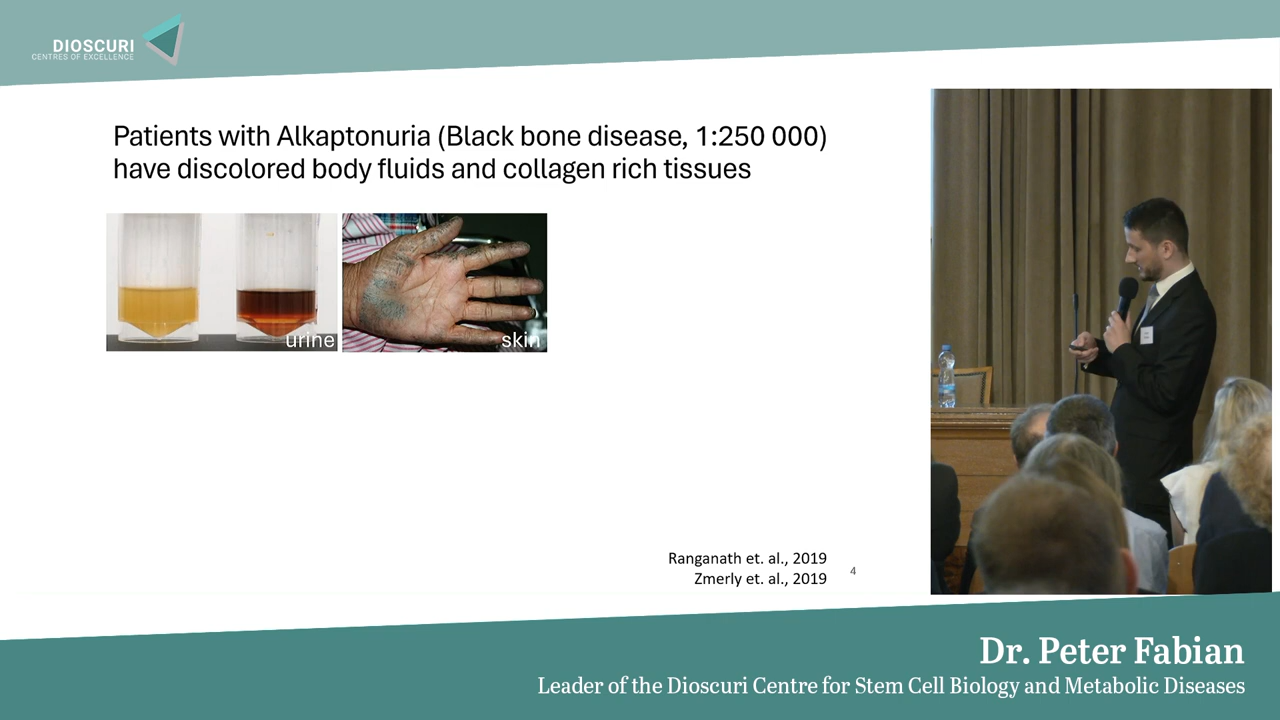 DIOSCURI
CENTRES OF EXCELLENCE
Patients with Alkaptonuria (Black bone disease, 1:250 000)
have discolored body fluids and collagen rich tissues
urine
skin
Ranganath et. al., 2019
Zmerly et. al., 2019
4
Dr. Peter Fabian
Leader of the Dioscuri Centre for Stem Cell Biology and Metabolic Diseases